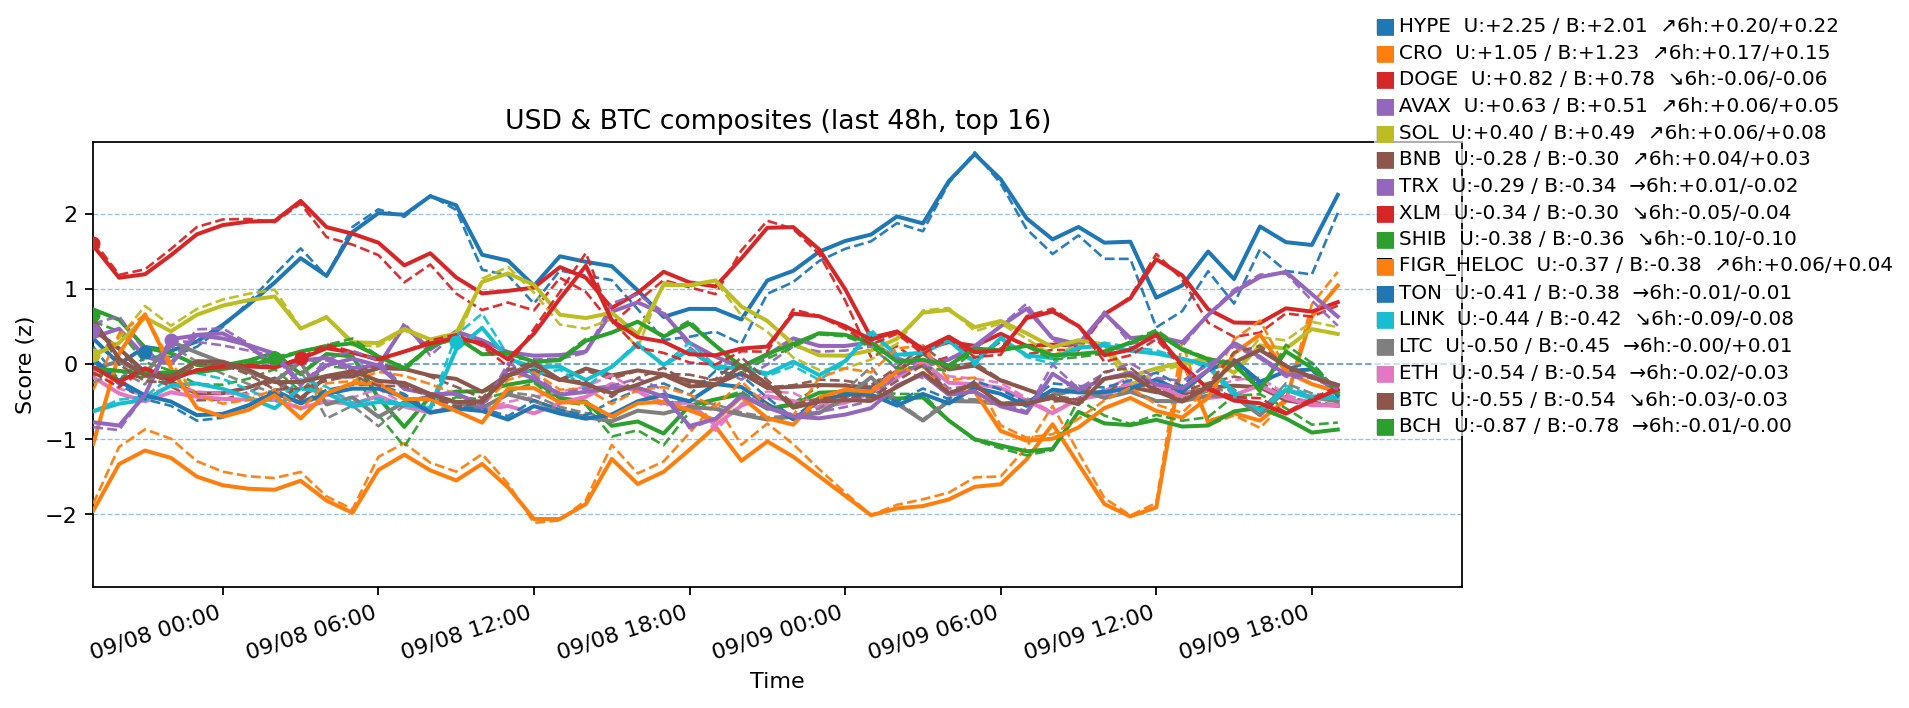 HYPE  U:+2.25 / B:+2.01  ↗6h:+0.20/+0.22
CRO  U:+1.05 / B:+1.23  ↗6h:+0.17/+0.15
DOGE  U:+0.82 / B:+0.78  ↘6h:-0.06/-0.06
AVAX  U:+0.63 / B:+0.51  ↗6h:+0.06/+0.05
SOL  U:+0.40 / B:+0.49  ↗6h:+0.06/+0.08
BNB  U:-0.28 / B:-0.30  ↗6h:+0.04/+0.03
TRX  U:-0.29 / B:-0.34  →6h:+0.01/-0.02
XLM  U:-0.34 / B:-0.30  ↘6h:-0.05/-0.04
SHIB  U:-0.38 / B:-0.36  ↘6h:-0.10/-0.10
FIGR_HELOC  U:-0.37 / B:-0.38  ↗6h:+0.06/+0.04
TON  U:-0.41 / B:-0.38  →6h:-0.01/-0.01
LINK  U:-0.44 / B:-0.42  ↘6h:-0.09/-0.08
LTC  U:-0.50 / B:-0.45  →6h:-0.00/+0.01
ETH  U:-0.54 / B:-0.54  →6h:-0.02/-0.03
BTC  U:-0.55 / B:-0.54  ↘6h:-0.03/-0.03
BCH  U:-0.87 / B:-0.78  →6h:-0.01/-0.00
USD & BTC composites (last 48h, top 16)
Score (z)
2
1
0
−1
−2
09/08 00:00
09/08 06:00
09/08 12:00
09/08 18:00
09/09 00:00
09/09 06:00
09/09 12:00
09/09 18:00
Time